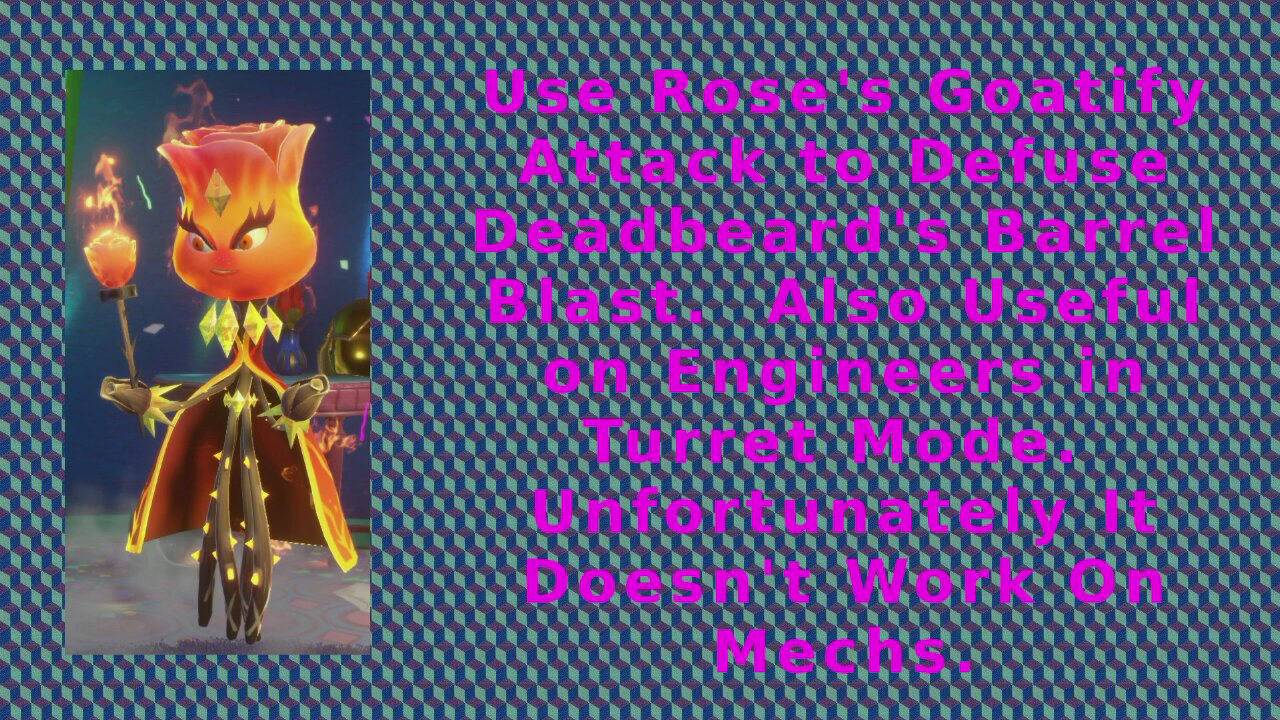 Use Rose's Goatify
Attack to Defuse
Deadbeard's Barrel
Blast.  Also Useful
on Engineers in
Turret Mode.
Unfortunately It
Doesn't Work On
Mechs.